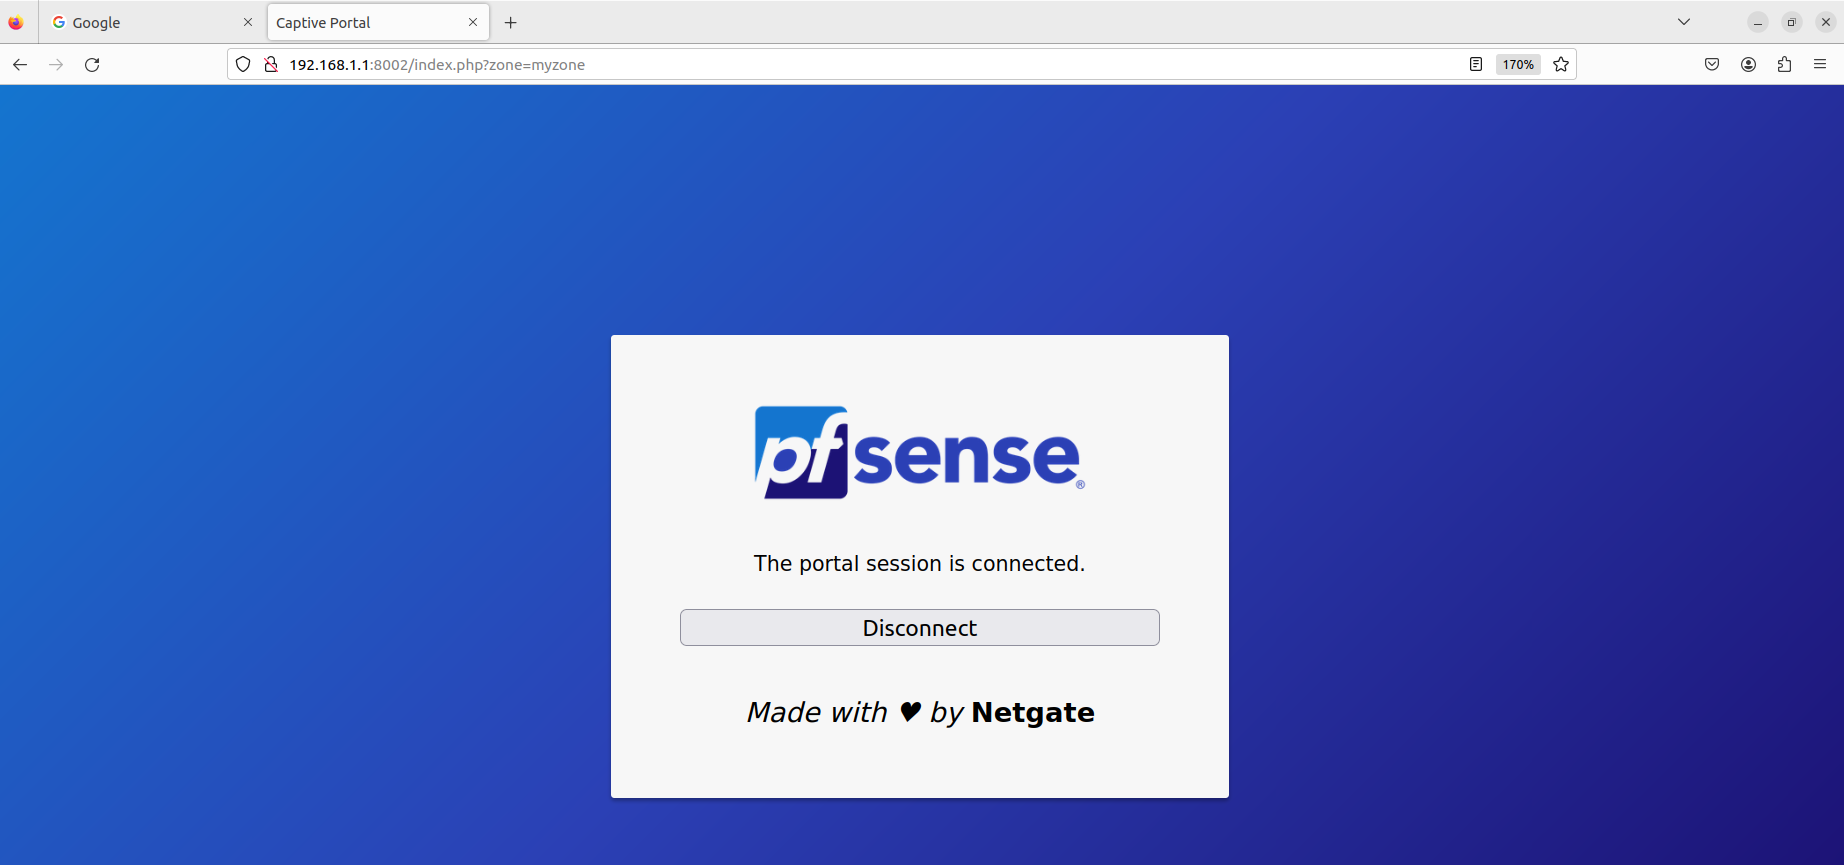 Google
Captive Portal
192.168.1.1:8002/index.php?zone=myzone
170%
pfsense®
The portal session is connected.
Disconnect
Made with ♥ by Netgate